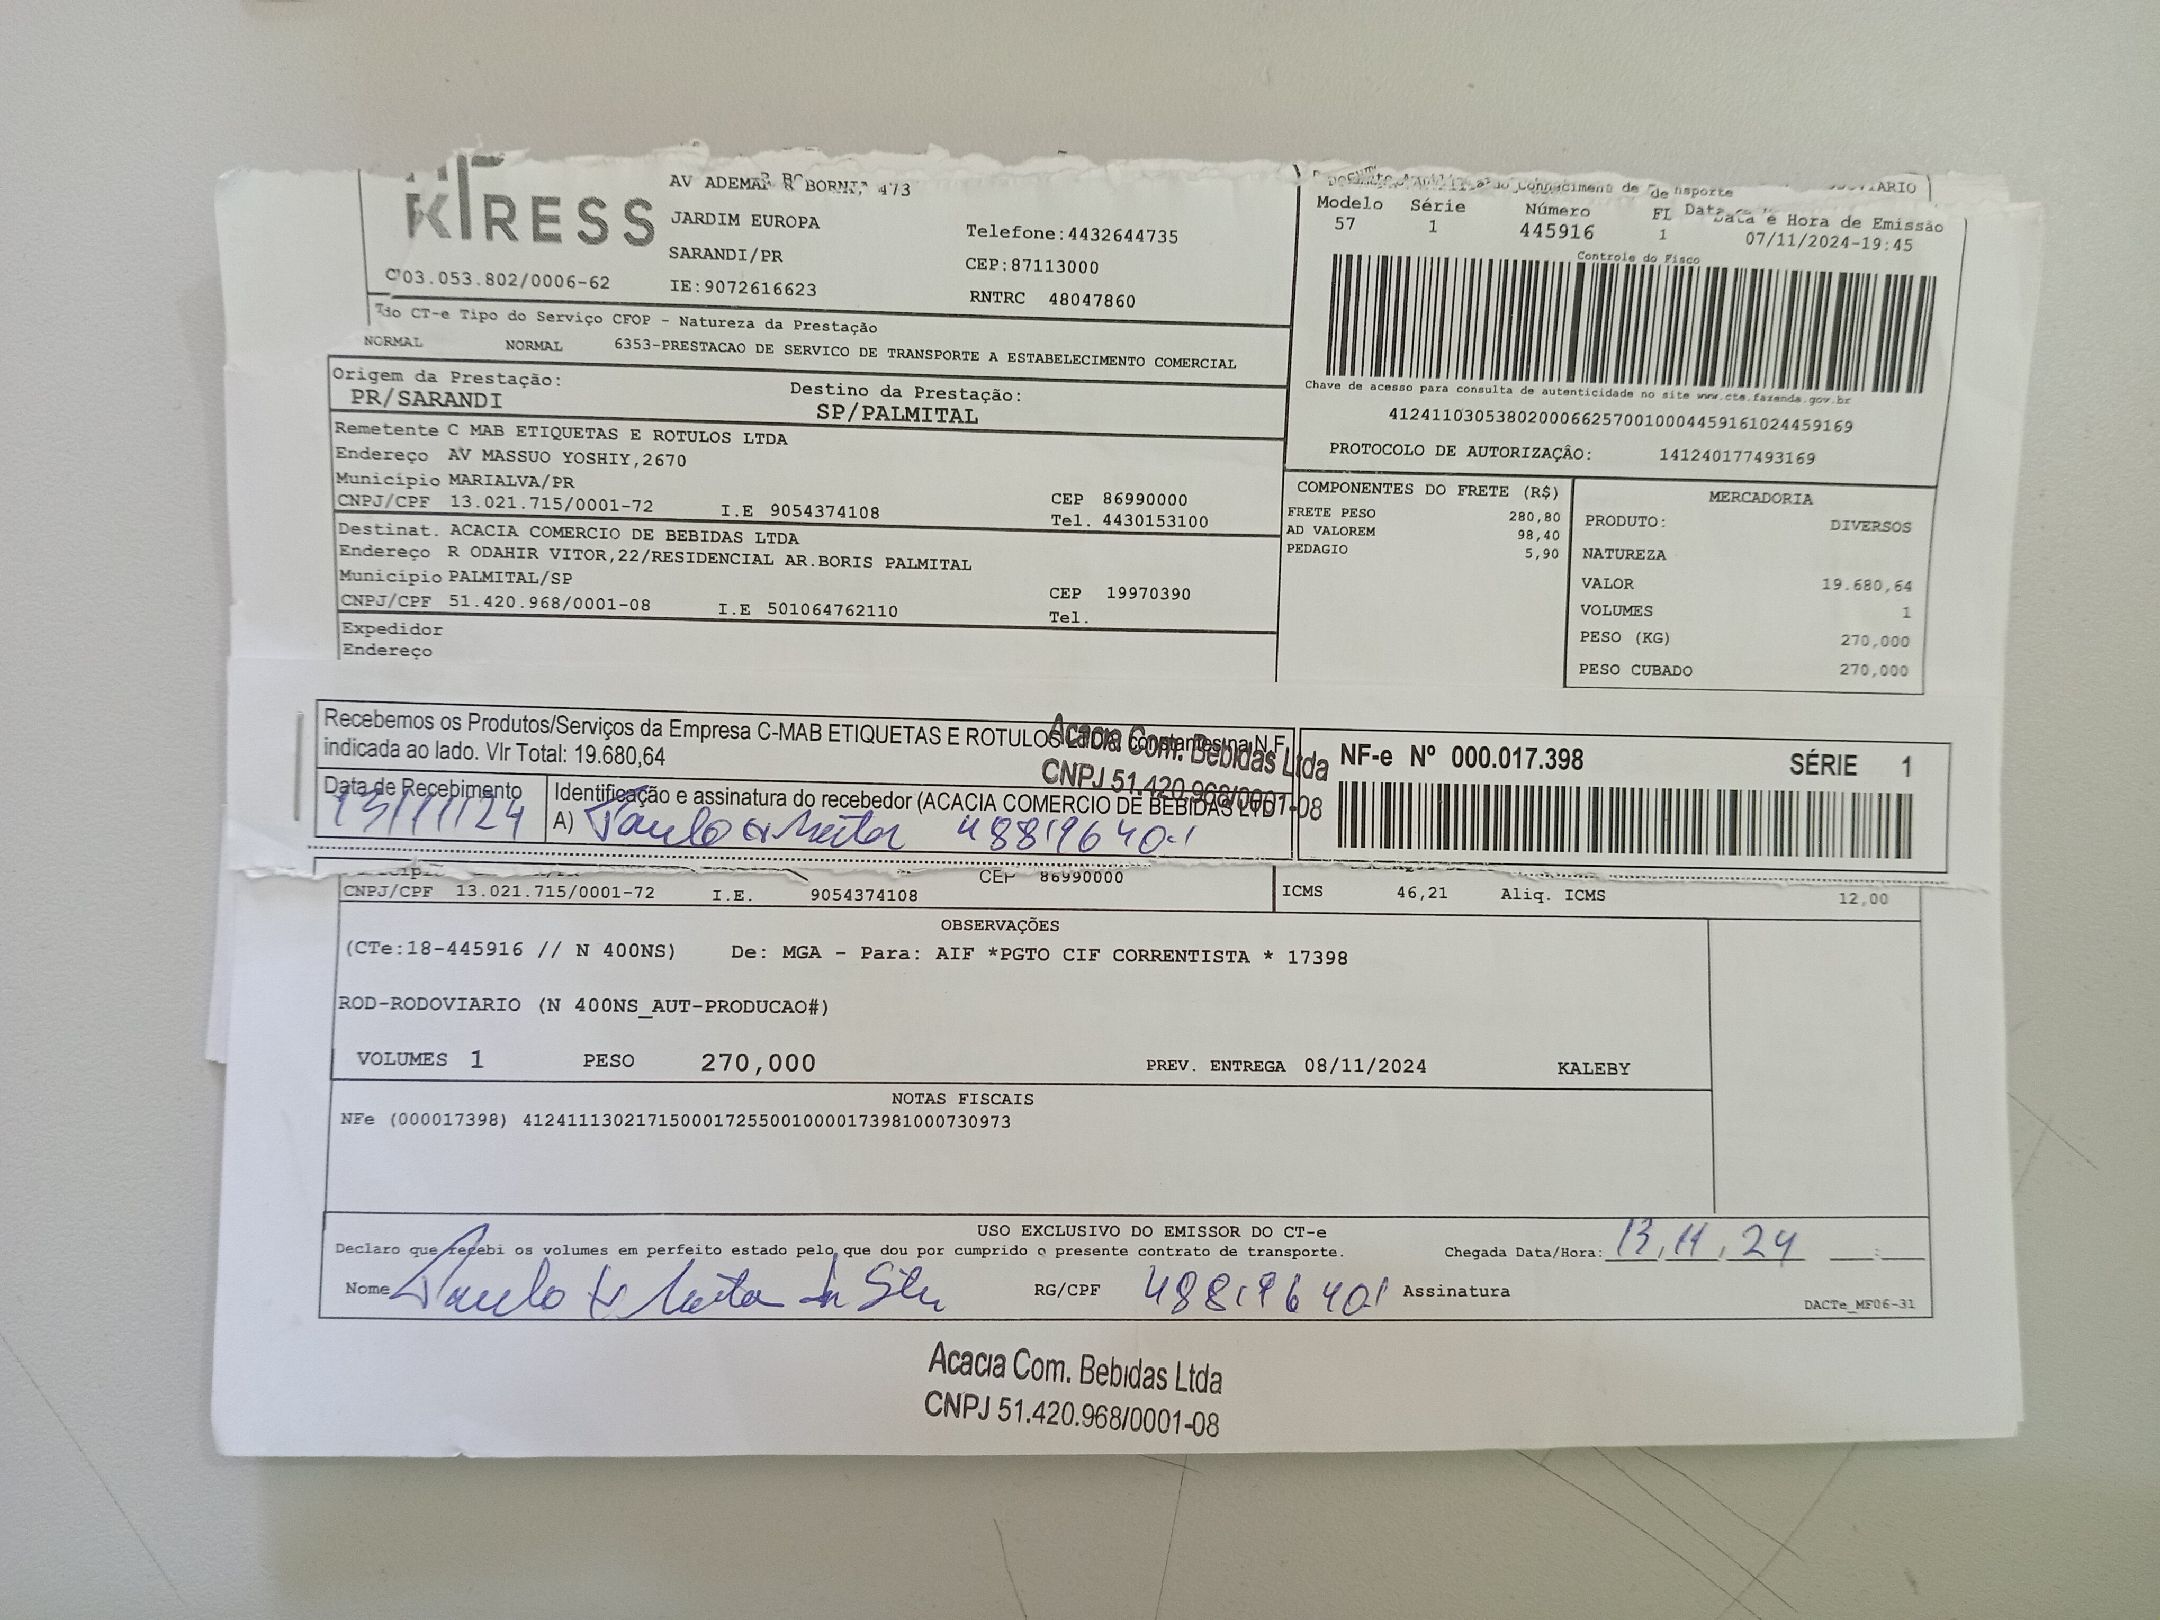 RESS
AV ADEMAR BORNIA 473
JARDIM EUROPA
SARANDI/PR
Telefone:4432644735
CEP:87113000
03.053.802/0006-62
IE:9072616623
RNTRC 48047860
do CT-e Tipo do Serviço CFOP - Natureza da Prestação
NORMAL NORMAL 6353-PRESTACAO DE SERVICO DE TRANSPORTE A ESTABELECIMENTO COMERCIAL
Modelo Série Número FI Data e Hora de Emissão
57 1 445916 1 07/11/2024-19:45
Controle do Fisco
Chave de acesso para consulta de autenticidade no site www.cte.fazenda.gov.br
41241103053802000662570010004459161024459169
PROTOCOLO DE AUTORIZAÇÂO: 141240177493169
Origem da Prestação:
PR/SARANDI
Destino da Prestação:
SP/PALMITAL
Remetente C MAB ETIQUETAS E ROTULOS LTDA
Endereço AV MASSUO YOSHIY,2670
Município MARIALVA/PR
CEP 86990000
CNPJ/CPF 13.021.715/0001-72 I.E 9054374108 Tel. 4430153100
Destinat. ACACIA COMERCIO DE BEBIDAS LTDA
Endereço R ODAHIR VITOR,22/RESIDENCIAL AR.BORIS PALMITAL
Município PALMITAL/SP
CEP 19970390
CNPJ/CPF 51.420.968/0001-08 I.E 501064762110 Tel.
Expedidor
Endereço
COMPONENTES DO FRETE (R$)
FRETE PESO 280,80
AD VALOREM 98,40
PEDAGIO 5,90
MERCADORIA
PRODUTO: DIVERSOS
NATUREZA
VALOR 19.680,64
VOLUMES 1
PESO (KG) 270,000
PESO CUBADO 270,000
Recebemos os Produtos/Serviços da Empresa C-MAB ETIQUETAS E ROTULOS LTDA constantes na N.F.
indicada ao lado. Vlr Total: 19.680,64
Acacia Com. Bebidas Ltda
CNPJ 51.420.968/0001-08
Data de Recebimento
13/11/24
Identificação e assinatura do recebedor (ACACIA COMERCIO DE BEBIDAS LTD
A) Paulo 48819640-1
NF-e Nº 000.017.398 SÉRIE 1
CEP 86990000
CNPJ/CPF 13.021.715/0001-72 I.E. 9054374108
ICMS 46,21 Aliq. ICMS 12,00
OBSERVAÇÕES
(CTe:18-445916 // N 400NS) De: MGA - Para: AIF *PGTO CIF CORRENTISTA * 17398
ROD-RODOVIARIO (N 400NS_AUT-PRODUCAO#)
VOLUMES 1 PESO 270,000 PREV. ENTREGA 08/11/2024 KALEBY
NOTAS FISCAIS
NFe (000017398) 41241113021715000172550010000173981000730973
USO EXCLUSIVO DO EMISSOR DO CT-e
Declaro que recebi os volumes em perfeito estado pelo que dou por cumprido o presente contrato de transporte.
Chegada Data/Hora: 13,11,24
Nome Paulo
RG/CPF 48819640-1 Assinatura
DACTe_MF06-31
Acacia Com. Bebidas Ltda
CNPJ 51.420.968/0001-08